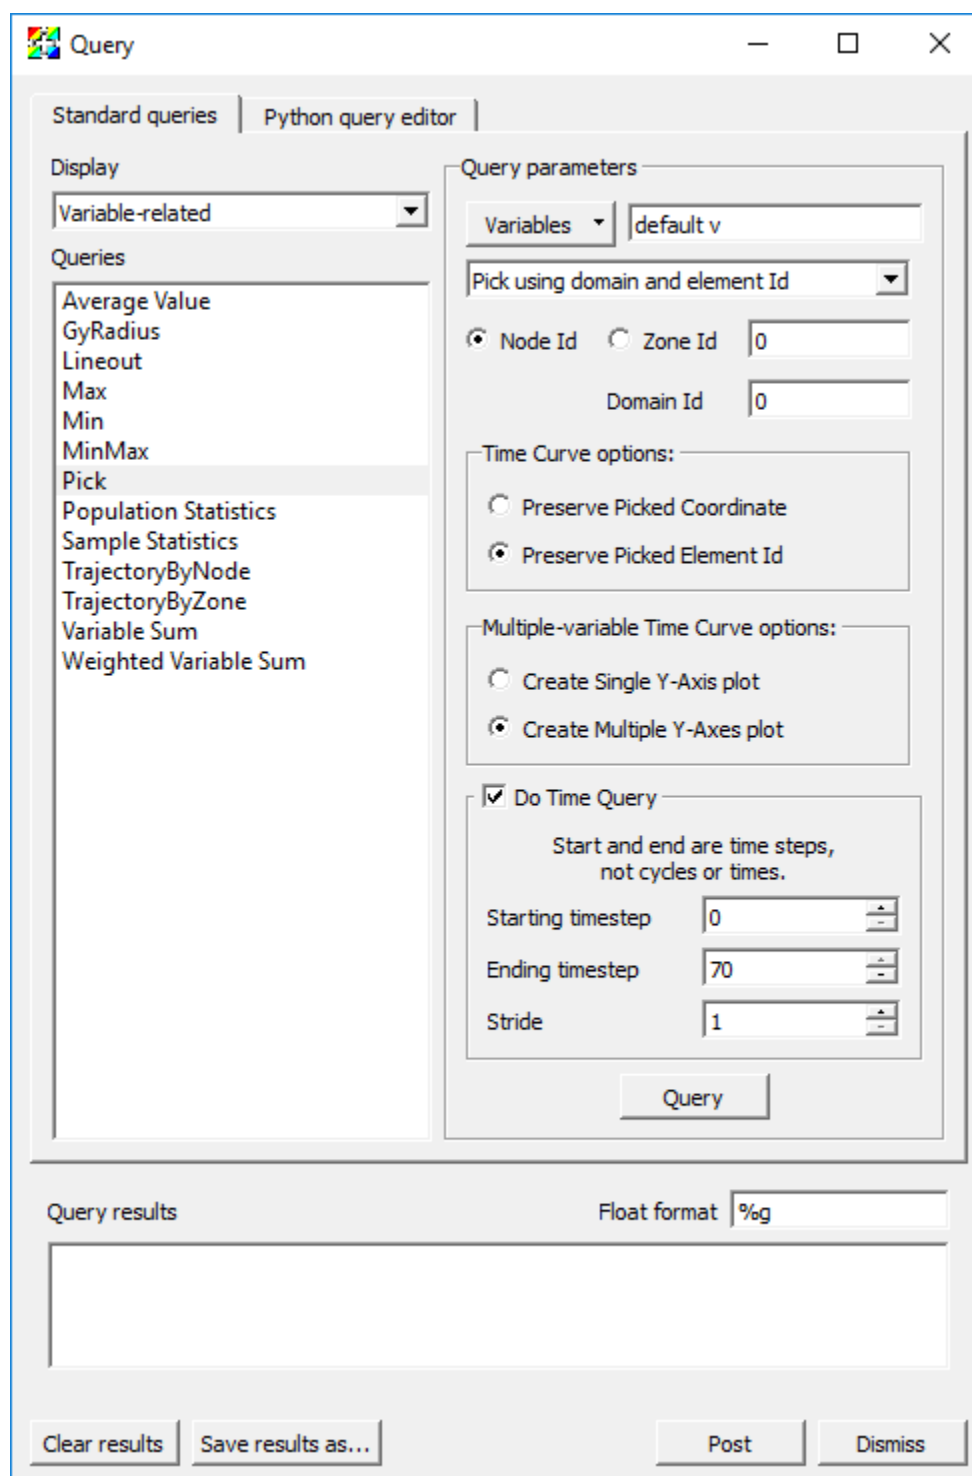 Query
Standard queries
Python query editor
Display
Variable-related
Queries
Average Value
GyRadius
Lineout
Max
Min
MinMax
Pick
Population Statistics
Sample Statistics
TrajectoryByNode
TrajectoryByZone
Variable Sum
Weighted Variable Sum
Query parameters
Variables default v
Pick using domain and element Id
Node Id Zone Id 0
Domain Id 0
Time Curve options:
Preserve Picked Coordinate
Preserve Picked Element Id
Multiple-variable Time Curve options:
Create Single Y-Axis plot
Create Multiple Y-Axes plot
Do Time Query
Start and end are time steps,
not cycles or times.
Starting timestep 0
Ending timestep 70
Stride 1
Query
Query results
Float format %g
Clear results
Save results as...
Post
Dismiss